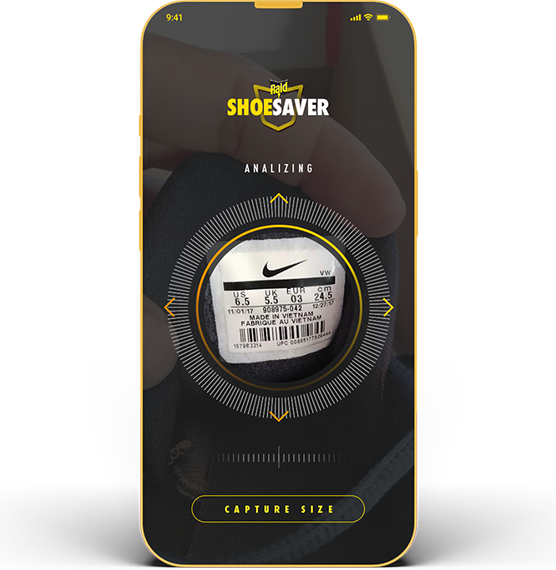 9:41
Raid
SHOESAVER
ANALIZING
VW
US UK EUR cm
6.5 5.5 03 24.5
11/01/17 908975-042 12/27/17
MADE IN VIETNAM
FABRIQUE AU VIETNAM
CAPTURE SIZE